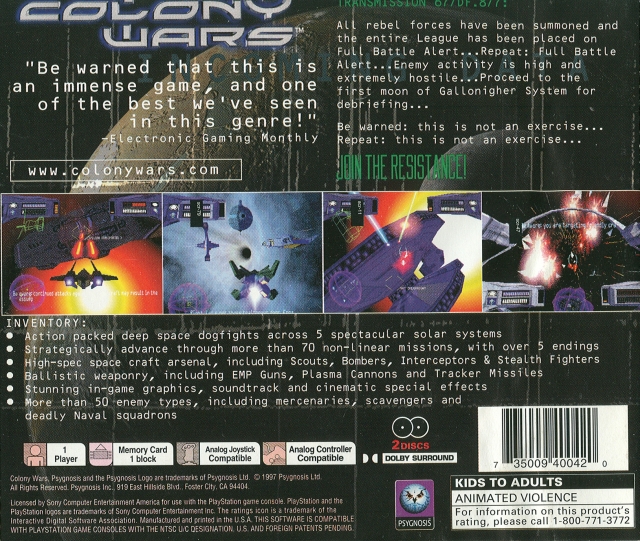 COLONY
WARS™
"Be warned that this is
an immense game, and one
of the best we've seen
in this genre!"
-Electronic Gaming Monthly
www.colonywars.com
TRANSMISSION 677DF.877:
All rebel forces have been summoned and
the entire League has been placed on
Full Battle Alert...Repeat: Full Battle
Alert...Enemy activity is high and
extremely hostile...Proceed to the
first moon of Gallonigher System for
debriefing...
Be warned: this is not an exercise...
Repeat: this is not an exercise...
JOIN THE RESISTANCE!
INVENTORY:
• Action packed deep space dogfights across 5 spectacular solar systems
• Strategically advance through more than 70 non-linear missions, with over 5 endings
• High-spec space craft arsenal, including Scouts, Bombers, Interceptors & Stealth Fighters
• Ballistic weaponry, including EMP Guns, Plasma Cannons and Tracker Missiles
• Stunning in-game graphics, soundtrack and cinematic special effects
• More than 50 enemy types, including mercenaries, scavengers and
deadly Naval squadrons
1
Player
Memory Card
1 block
Analog Joystick
Compatible
Analog Controller
Compatible
2 DISCS
DOLBY SURROUND
7 35009 40042 0
Colony Wars, Psygnosis and the Psygnosis Logo are trademarks of Psygnosis Ltd. © 1997 Psygnosis Ltd.
Psygnosis Inc., 919 East Hillside Blvd., Foster City, CA 94404.
Licensed by Sony Computer Entertainment America for use with the PlayStation game console. PlayStation and the
PlayStation logos are trademarks of Sony Computer Entertainment Inc. The ratings icon is a trademark of the
Interactive Digital Software Association. Manufactured and printed in the U.S.A. THIS SOFTWARE IS COMPATIBLE
WITH PLAYSTATION GAME CONSOLES WITH THE NTSC U/C DESIGNATION. U.S. AND FOREIGN PATENTS PENDING.
PSYGNOSIS
KIDS TO ADULTS
ANIMATED VIOLENCE
For information on this product's
rating, please call 1-800-771-3772